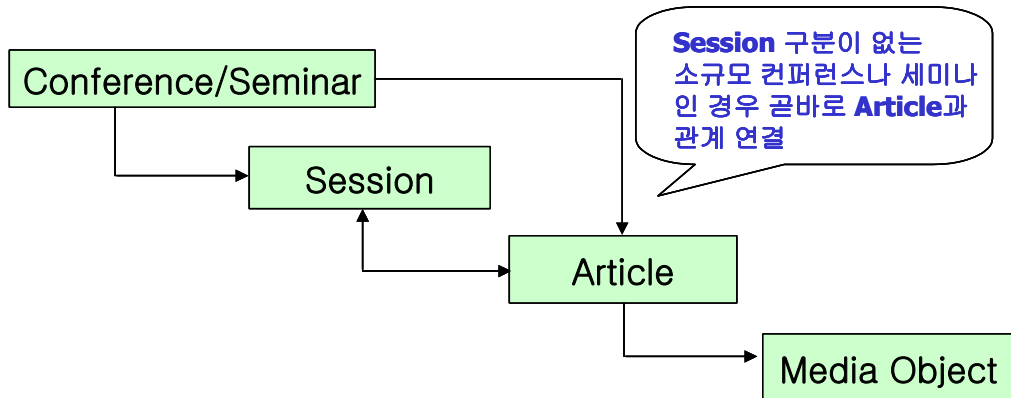 Conference/Seminar
Session 구분이 없는
소규모 컨퍼런스나 세미나
인 경우 곧바로 Article과
관계 연결
Session
Article
Media Object